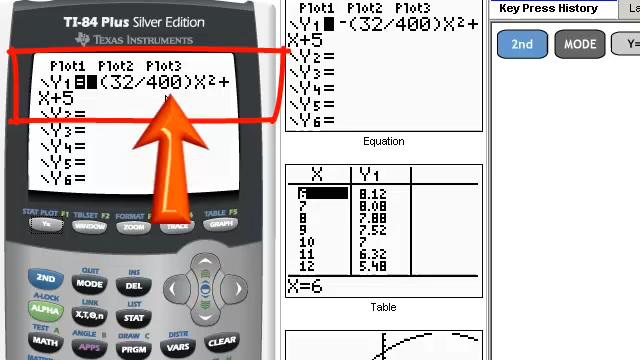 TI-84 Plus Silver Edition
TEXAS INSTRUMENTS
Plot1 Plot2 Plot3
\Y1=■(32/400)X²+
X+5
\Y2=
\Y3=
\Y4=
\Y5=
\Y6=
STAT PLOT F1 TBLSET F2 FORMAT F3 TABLE F5
Y= WINDOW ZOOM TRACE GRAPH
QUIT INS
2ND MODE DEL
A-LOCK LINK LIST
ALPHA X,T,Θ,n STAT
TEST A ANGLE B DRAW C DISTR
MATH APPS PRGM VARS CLEAR
Plot1 Plot2 Plot3
\Y1■-(32/400)X²+
X+5
\Y2=
\Y3=
\Y4=
\Y5=
\Y6=
Equation
X Y1
6 8.12
7 8.08
8 7.88
9 7.52
10 7
11 6.32
12 5.48
X=6
Table
Key Press History
La
2nd MODE Y=